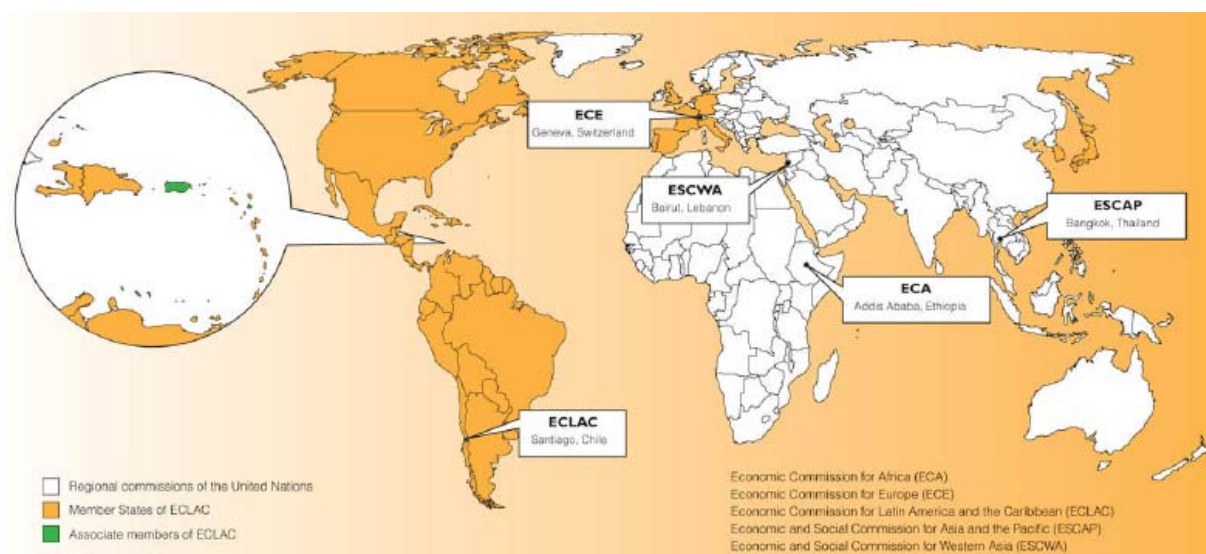 ECE
Geneva, Switzerland
ESCWA
Bairut, Lebanon
ESCAP
Bangkok, Thailand
ECA
Addis Ababa, Ethiopia
ECLAC
Santiago, Chile
Regional commissions of the United Nations
Member States of ECLAC
Associate members of ECLAC
Economic Commission for Africa (ECA)
Economic Commission for Europe (ECE)
Economic Commission for Latin America and the Caribbean (ECLAC)
Economic and Social Commission for Asia and the Pacific (ESCAP)
Economic and Social Commission for Western Asia (ESCWA)